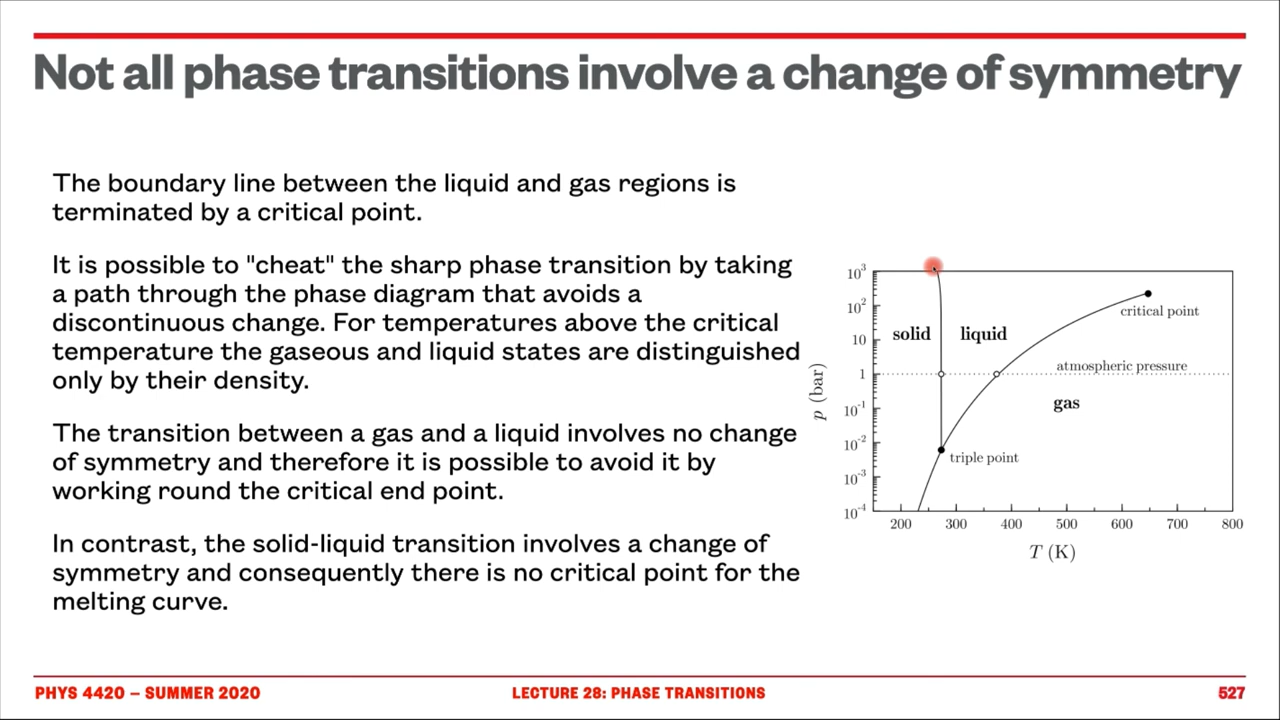 Not all phase transitions involve a change of symmetry
The boundary line between the liquid and gas regions is
terminated by a critical point.
It is possible to "cheat" the sharp phase transition by taking
a path through the phase diagram that avoids a
discontinuous change. For temperatures above the critical
temperature the gaseous and liquid states are distinguished
only by their density.
The transition between a gas and a liquid involves no change
of symmetry and therefore it is possible to avoid it by
working round the critical end point.
In contrast, the solid-liquid transition involves a change of
symmetry and consequently there is no critical point for the
melting curve.
p (bar)
10³
10²
10
1
10⁻¹
10⁻²
10⁻³
10⁻⁴
solid
liquid
critical point
atmospheric pressure
gas
triple point
200 300 400 500 600 700 800
T (K)
PHYS 4420 – SUMMER 2020
LECTURE 28: PHASE TRANSITIONS
527